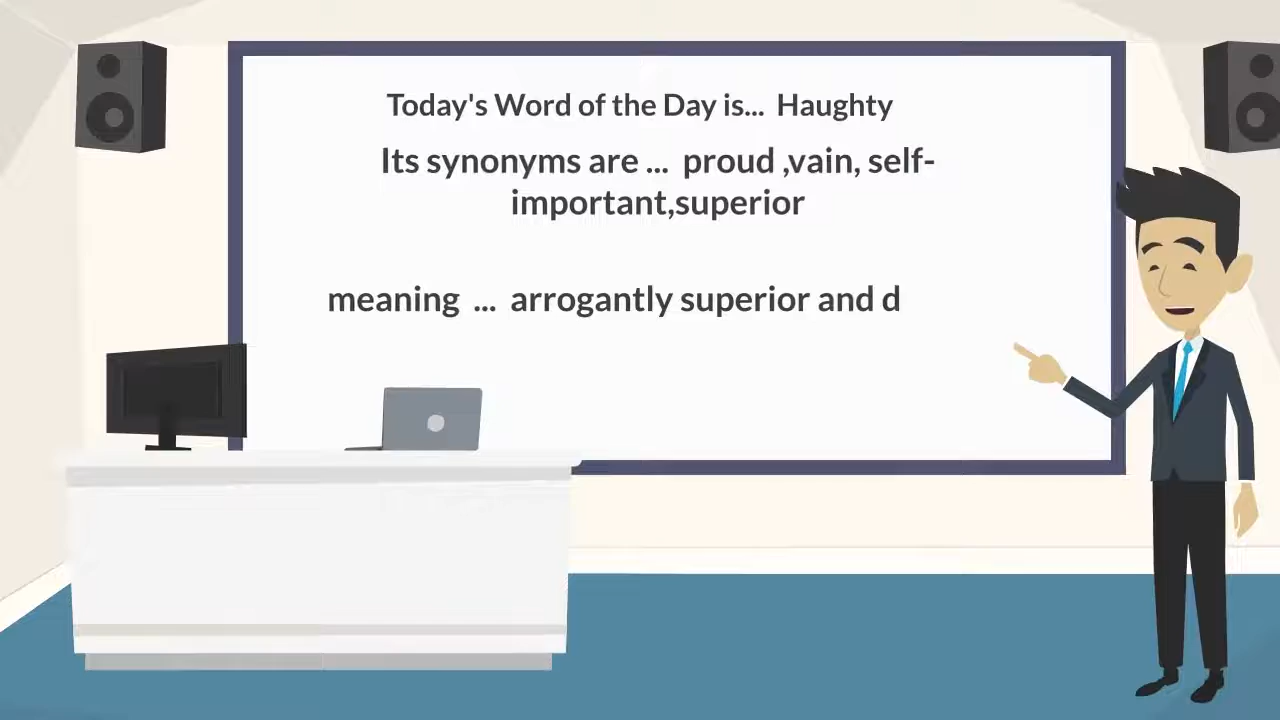 Today's Word of the Day is... Haughty
Its synonyms are ... proud ,vain, self-
important,superior
meaning ... arrogantly superior and d